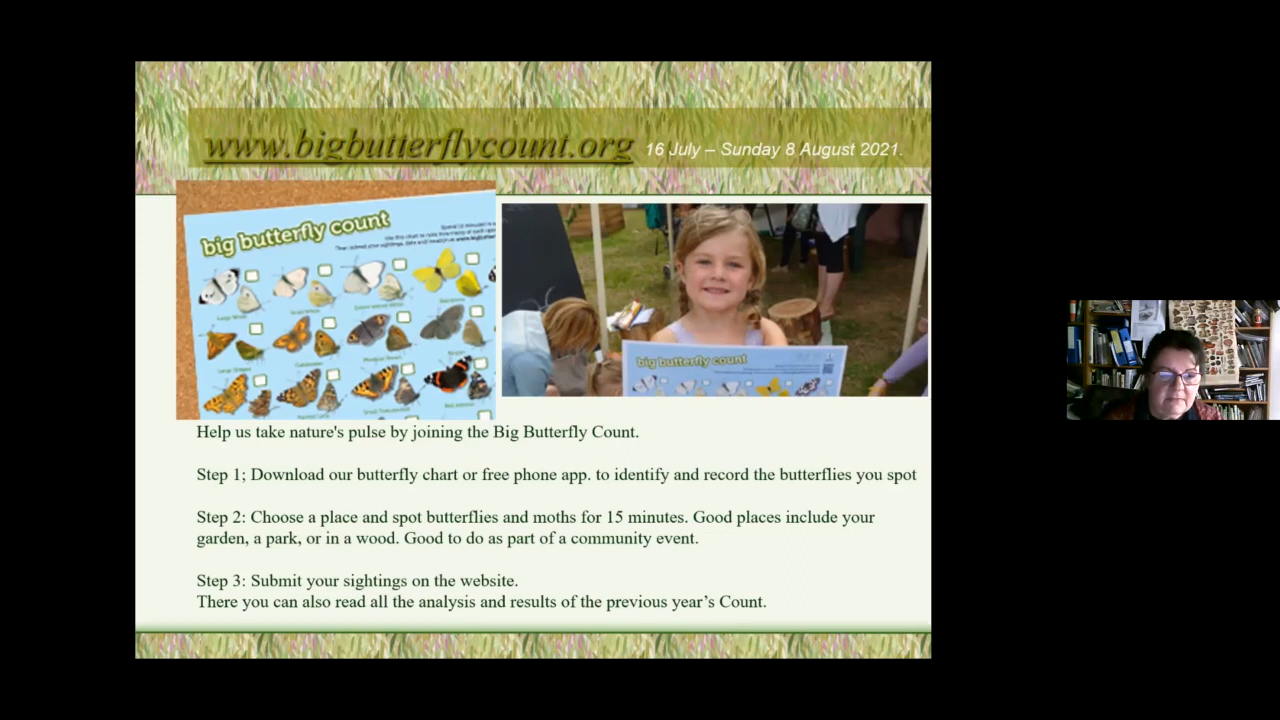 www.bigbutterflycount.org 16 July – Sunday 8 August 2021.
big butterfly count
big butterfly count
Help us take nature's pulse by joining the Big Butterfly Count.
Step 1; Download our butterfly chart or free phone app. to identify and record the butterflies you spot
Step 2: Choose a place and spot butterflies and moths for 15 minutes. Good places include your
garden, a park, or in a wood. Good to do as part of a community event.
Step 3: Submit your sightings on the website.
There you can also read all the analysis and results of the previous year’s Count.